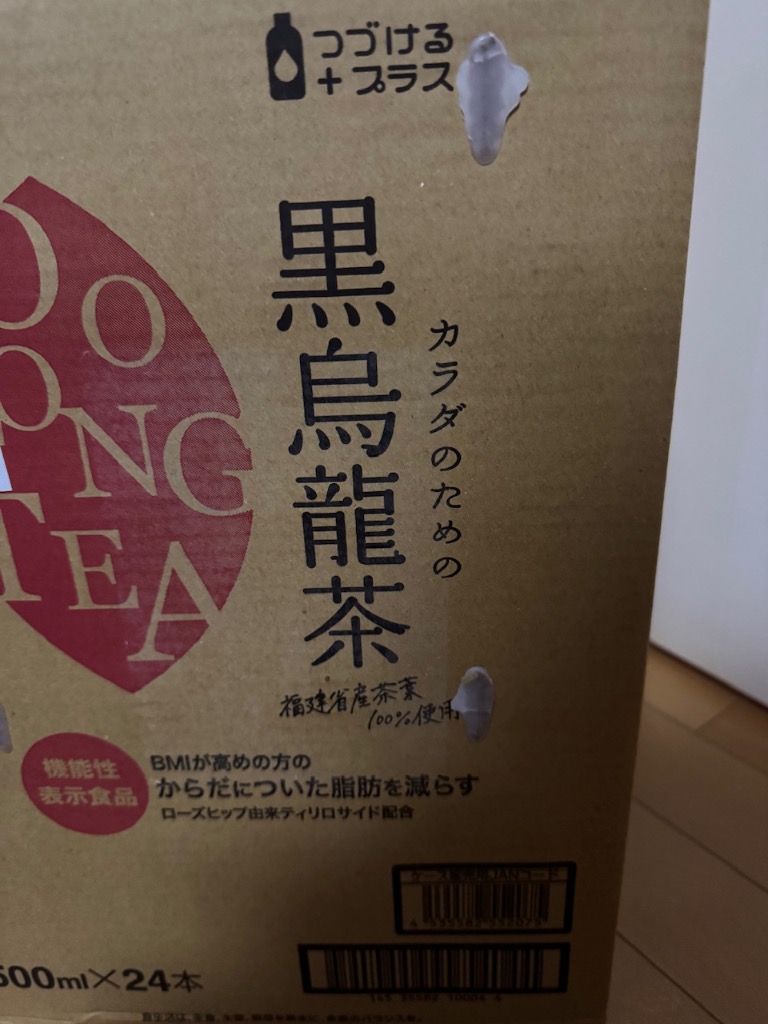 つづける
+プラス
カラダのための
黒烏龍茶
OOLONG
TEA
福建省産茶葉
100%使用
機能性
表示食品
BMIが高めの方の
からだについた脂肪を減らす
ローズヒップ由来ティリロサイド配合
500ml×24本